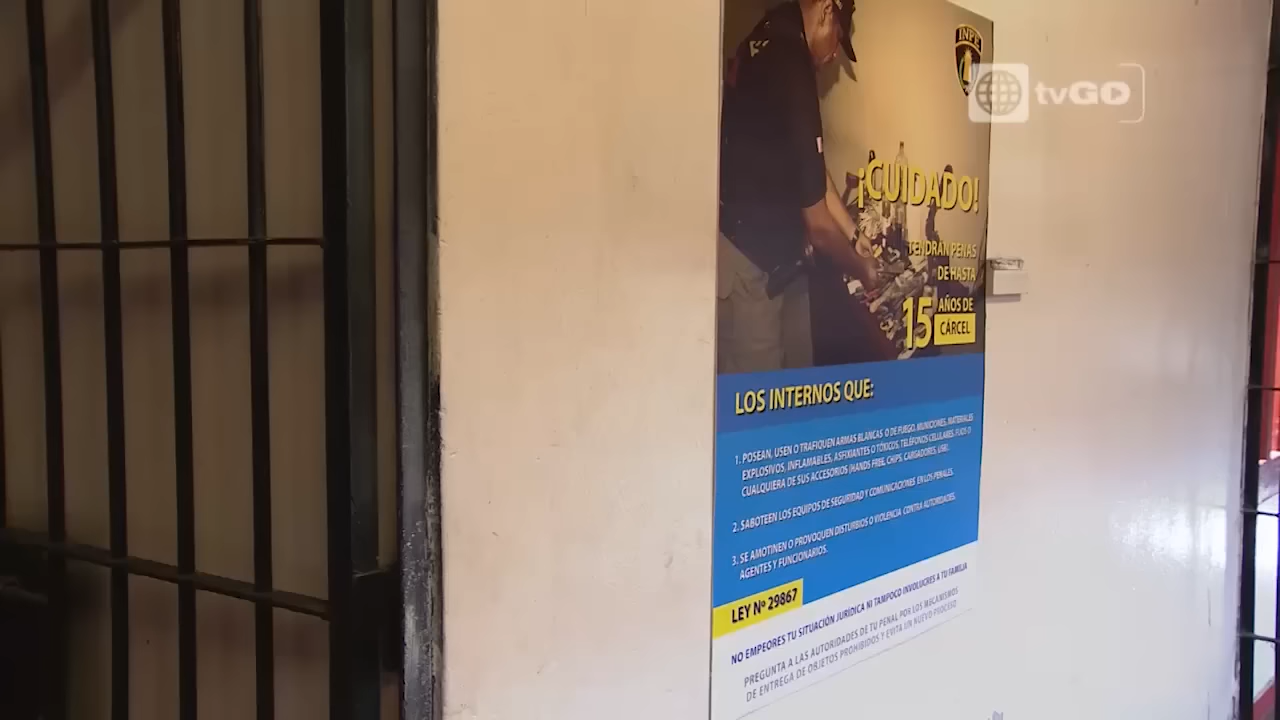 INPE
tvGO
¡CUIDADO!
TENDRÁN PENAS
DE HASTA
15 AÑOS DE
CÁRCEL
LOS INTERNOS QUE:
1. POSEAN, USEN O TRAFIQUEN ARMAS BLANCAS O DE FUEGO, MUNICIONES, MATERIALES
EXPLOSIVOS, INFLAMABLES, ASFIXIANTES O TÓXICOS, TELÉFONOS CELULARES, FIJOS O
CUALQUIERA DE SUS ACCESORIOS (HANDS FREE, CHIPS, CARGADORES, USB).
2. SABOTEEN LOS EQUIPOS DE SEGURIDAD Y COMUNICACIONES EN LOS PENALES.
3. SE AMOTINEN O PROVOQUEN DISTURBIOS O VIOLENCIA CONTRA AUTORIDADES,
AGENTES Y FUNCIONARIOS.
LEY Nº 29867
NO EMPEORES TU SITUACIÓN JURÍDICA NI TAMPOCO INVOLUCRES A TU FAMILIA
PREGUNTA A LAS AUTORIDADES DE TU PENAL POR LOS MECANISMOS
DE ENTREGA DE OBJETOS PROHIBIDOS Y EVITA UN NUEVO PROCESO